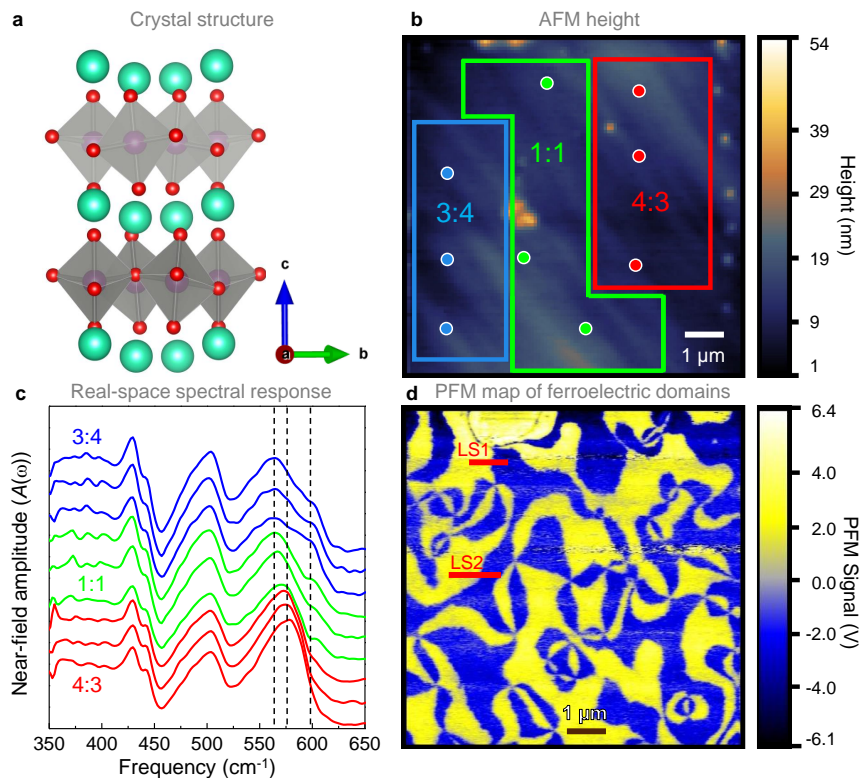 a Crystal structure
c
a
b
b AFM height
3:4
1:1
4:3
1 μm
54
39
29
19
9
1
Height (nm)
c Real-space spectral response
3:4
1:1
4:3
Near-field amplitude (A(ω))
350 400 450 500 550 600 650
Frequency (cm⁻¹)
d PFM map of ferroelectric domains
LS1
LS2
1 μm
6.4
4.0
2.0
0.0
-2.0
-4.0
-6.1
PFM Signal (V)